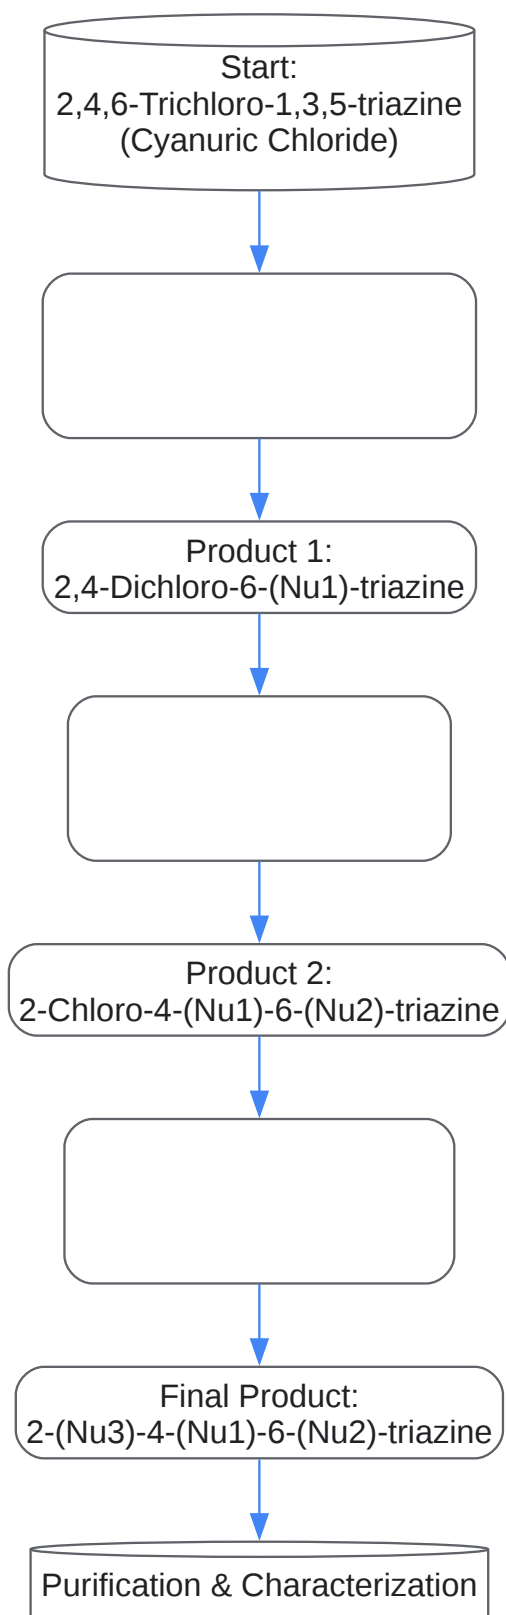 Start:
2,4,6-Trichloro-1,3,5-triazine
(Cyanuric Chloride)
Product 1:
2,4-Dichloro-6-(Nu1)-triazine
Product 2:
2-Chloro-4-(Nu1)-6-(Nu2)-triazine
Final Product:
2-(Nu3)-4-(Nu1)-6-(Nu2)-triazine
Purification & Characterization